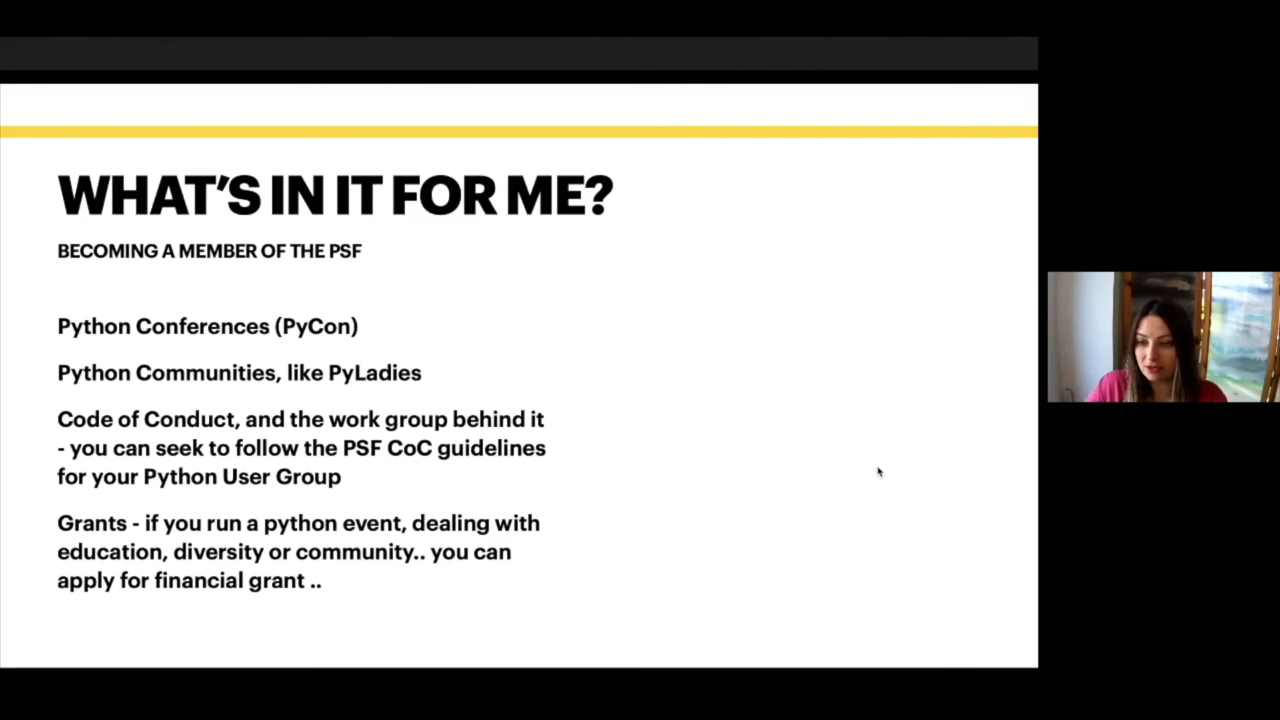 WHAT'S IN IT FOR ME?
BECOMING A MEMBER OF THE PSF
Python Conferences (PyCon)
Python Communities, like PyLadies
Code of Conduct, and the work group behind it
- you can seek to follow the PSF CoC guidelines
for your Python User Group
Grants - if you run a python event, dealing with
education, diversity or community.. you can
apply for financial grant ..